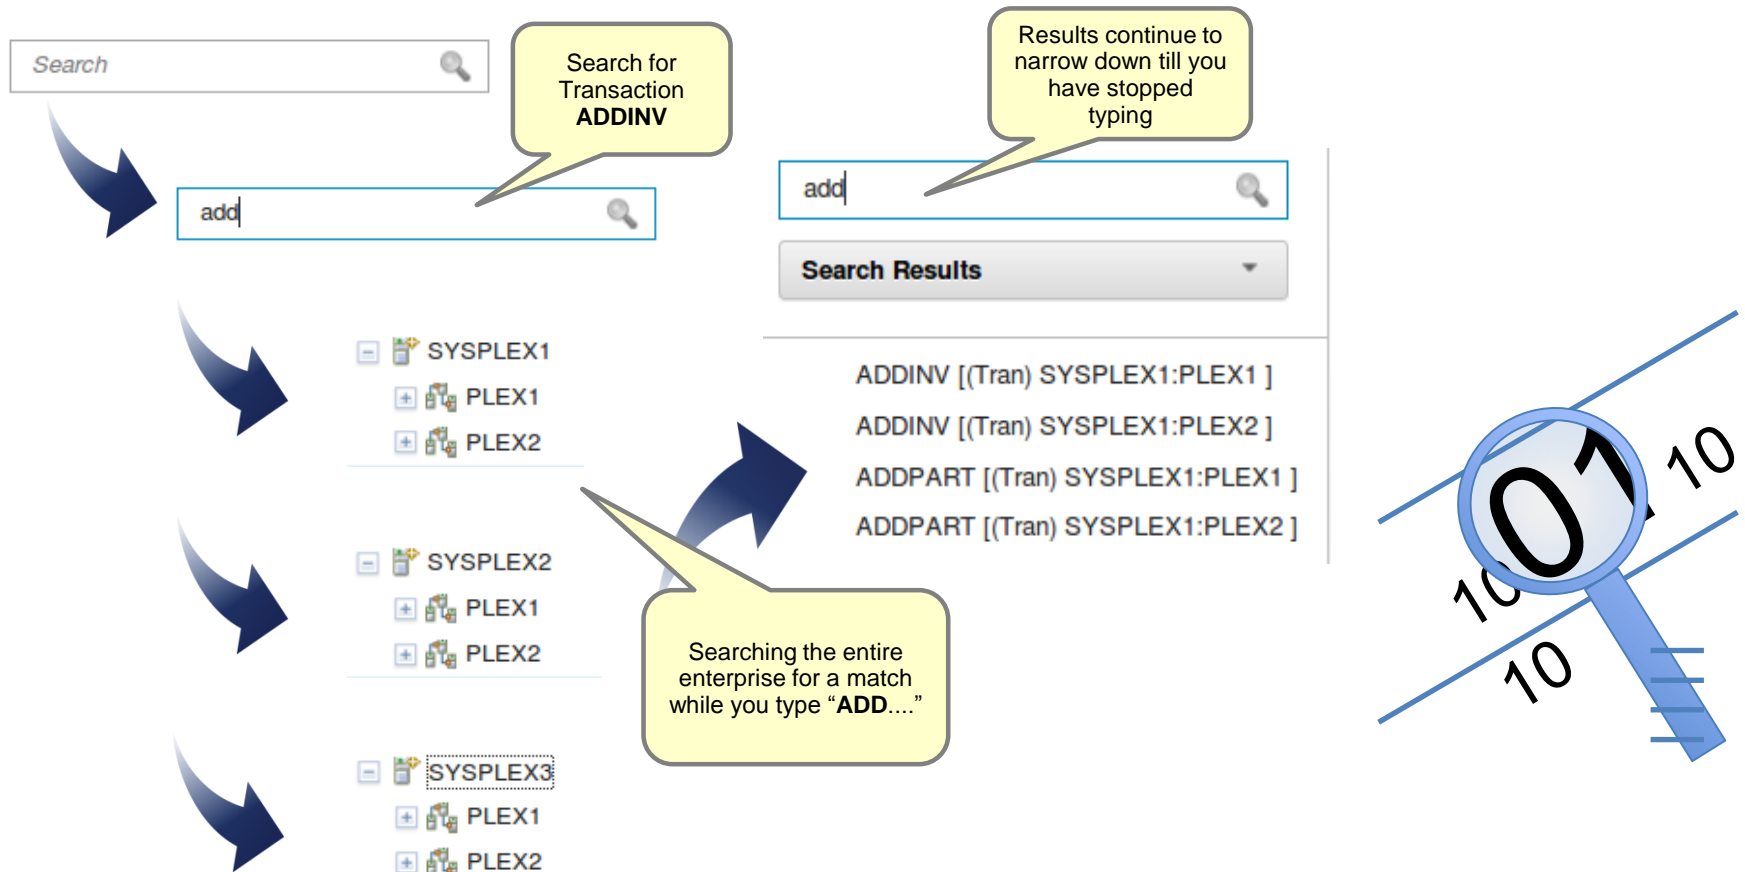 Search
Search for
Transaction
ADDINV
add
SYSPLEX1
PLEX1
PLEX2
SYSPLEX2
PLEX1
PLEX2
SYSPLEX3
PLEX1
PLEX2
Searching the entire
enterprise for a match
while you type “ADD....”
Results continue to
narrow down till you
have stopped
typing
add
Search Results
ADDINV [(Tran) SYSPLEX1:PLEX1 ]
ADDINV [(Tran) SYSPLEX1:PLEX2 ]
ADDPART [(Tran) SYSPLEX1:PLEX1 ]
ADDPART [(Tran) SYSPLEX1:PLEX2 ]
01
10
10
10